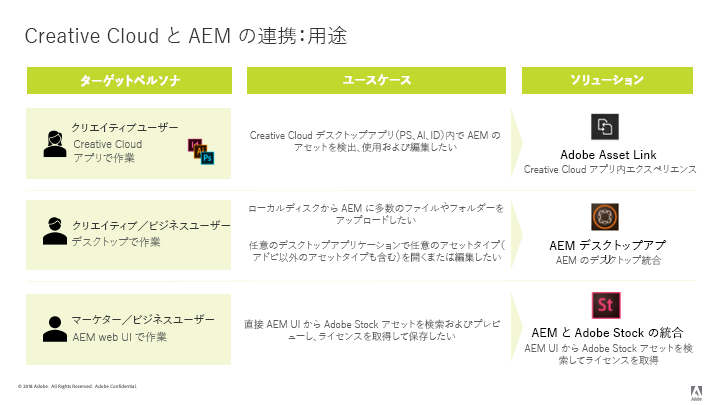 Creative Cloud と AEM の連携：用途
ターゲットペルソナ
ユースケース
ソリューション
クリエイティブユーザー
Creative Cloud
アプリで作業
Id
Ai
Ps
Creative Cloud デスクトップアプリ（PS、AI、ID）内で AEM の
アセットを検出、使用および編集したい
Adobe Asset Link
Creative Cloud アプリ内エクスペリエンス
クリエイティブ／ビジネスユーザー
デスクトップで作業
ローカルディスクから AEM に多数のファイルやフォルダーを
アップロードしたい
任意のデスクトップアプリケーションで任意のアセットタイプ（
アドビ以外のアセットタイプも含む）を開くまたは編集したい
AEM デスクトップアプ
リ
AEM のデスクトップ統合
マーケター／ビジネスユーザー
AEM web UI で作業
直接 AEM UI から Adobe Stock アセットを検索およびプレビ
ューし、ライセンスを取得して保存したい
St
AEM と Adobe Stock の統合
AEM UI から Adobe Stock アセットを検
索してライセンスを取得
© 2018 Adobe. All Rights Reserved. Adobe Confidential.
Adobe